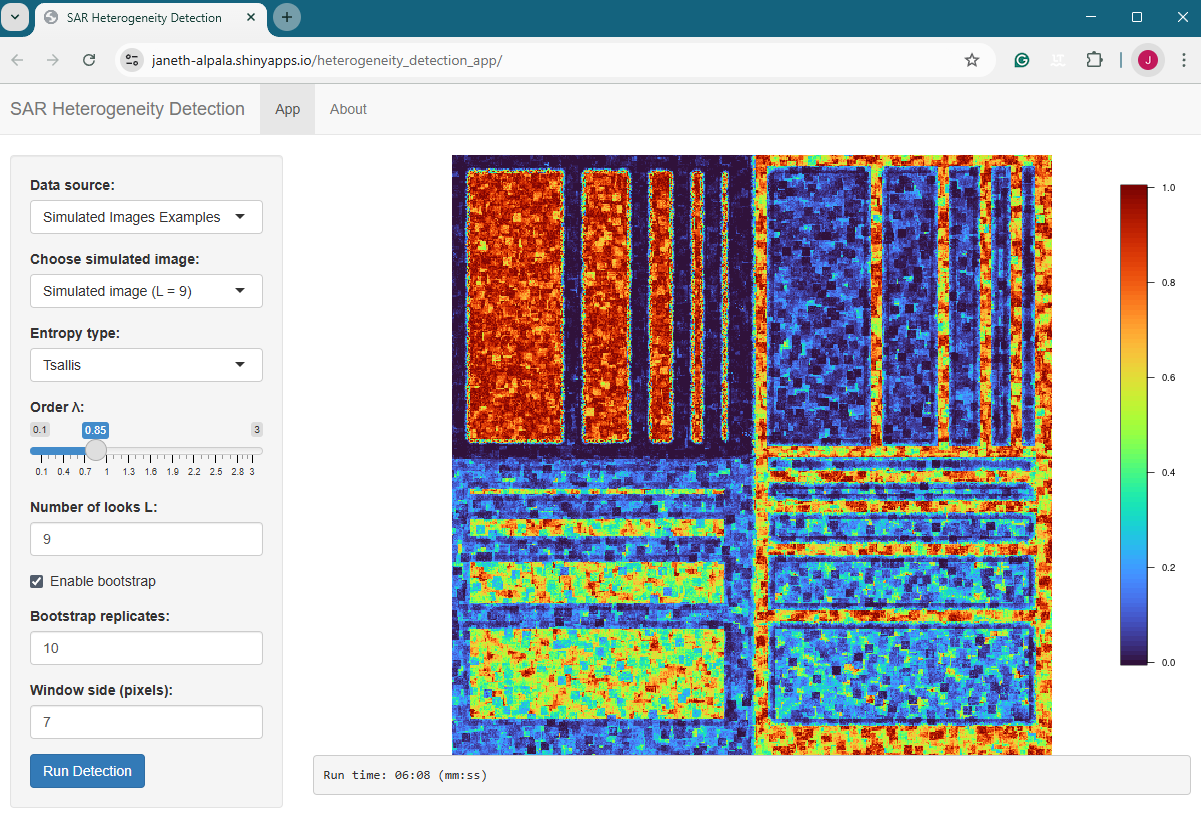 SAR Heterogeneity Detection
janeth-alpala.shinyapps.io/heterogeneity_detection_app/
J
SAR Heterogeneity Detection
App
About
Data source:
Simulated Images Examples
Choose simulated image:
Simulated image (L = 9)
Entropy type:
Tsallis
Order λ:
0.1 0.85 3
0.1 0.4 0.7 1 1.3 1.6 1.9 2.2 2.5 2.8 3
Number of looks L:
9
Enable bootstrap
Bootstrap replicates:
10
Window side (pixels):
7
Run Detection
1.0
0.8
0.6
0.4
0.2
0.0
Run time: 06:08 (mm:ss)